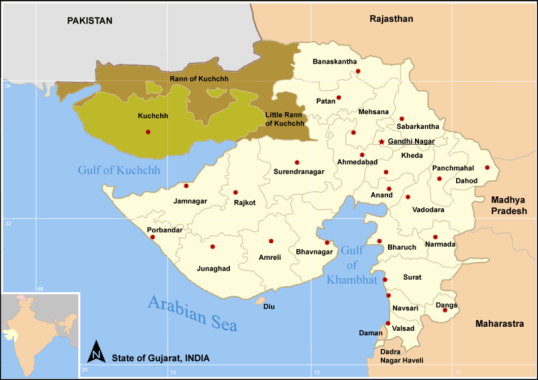 PAKISTAN
Rajasthan
Banaskantha
Rann of Kuchchh
24
Patan
Mehsana
Kuchchh
Little Rann
of Kuchchh
Sabarkantha
Gandhi Nagar
Ahmedabad
Kheda
Gulf of Kuchchh
Surendranagar
Panchmahal
Dahod
Anand
Jamnagar
Rajkot
Vadodara
Madhya
Pradesh
Porbandar
Bhavnagar
Gulf
of
Khambhat
Bharuch
Narmada
Amreli
Junaghad
Surat
Arabian Sea
Diu
Navsari
Dangs
Daman
Valsad
Maharastra
Dadra
Nagar Haveli
N
State of Gujarat, INDIA